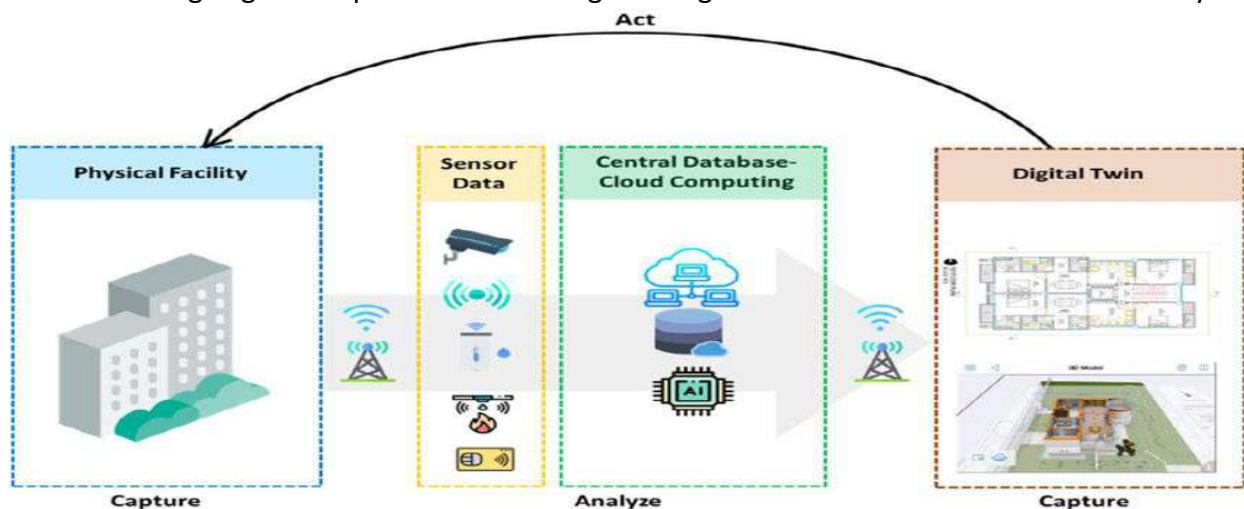 Act
Physical Facility
Sensor
Data
Central Database-
Cloud Computing
Digital Twin
AI
3D Model
Capture
Analyze
Capture